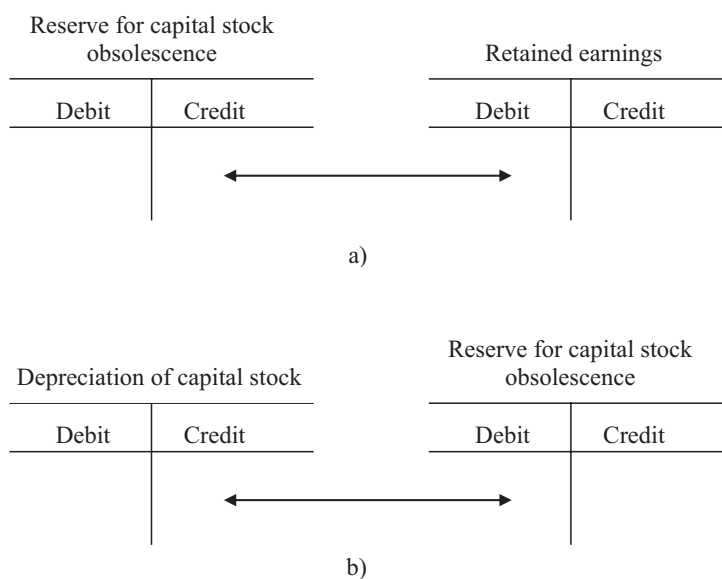 Reserve for capital stock
obsolescence
Retained earnings
Debit Credit
Debit Credit
a)
Depreciation of capital stock
Reserve for capital stock
obsolescence
Debit Credit
Debit Credit
b)